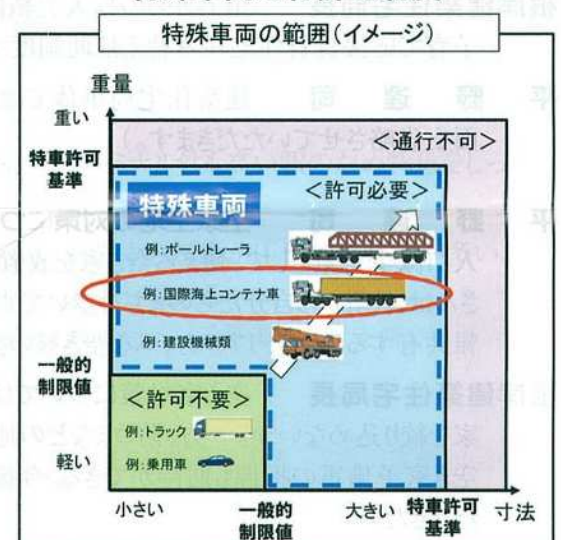 特殊車両の範囲(イメージ)
重量
重い
<通行不可>
特車許可
基準
<許可必要>
特殊車両
例:ポールトレーラ
例:国際海上コンテナ車
例:建設機械類
一般的
制限値
<許可不要>
例:トラック
例:乗用車
軽い
小さい
一般的
制限値
大きい
特車許可
基準
寸法